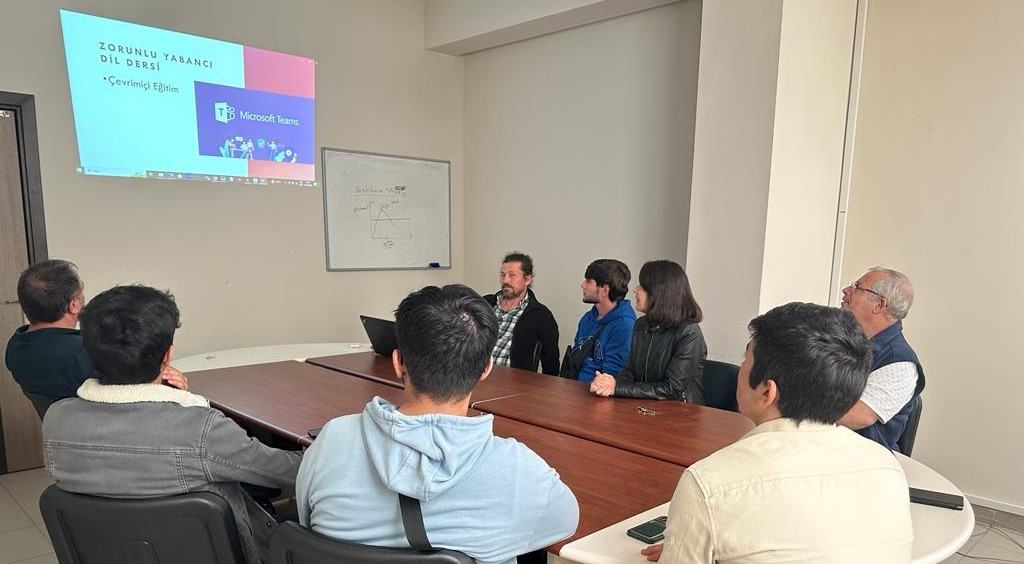 ZORUNLU YABANCI
DİL DERSİ
•Çevrimiçi Eğitim
Microsoft Teams